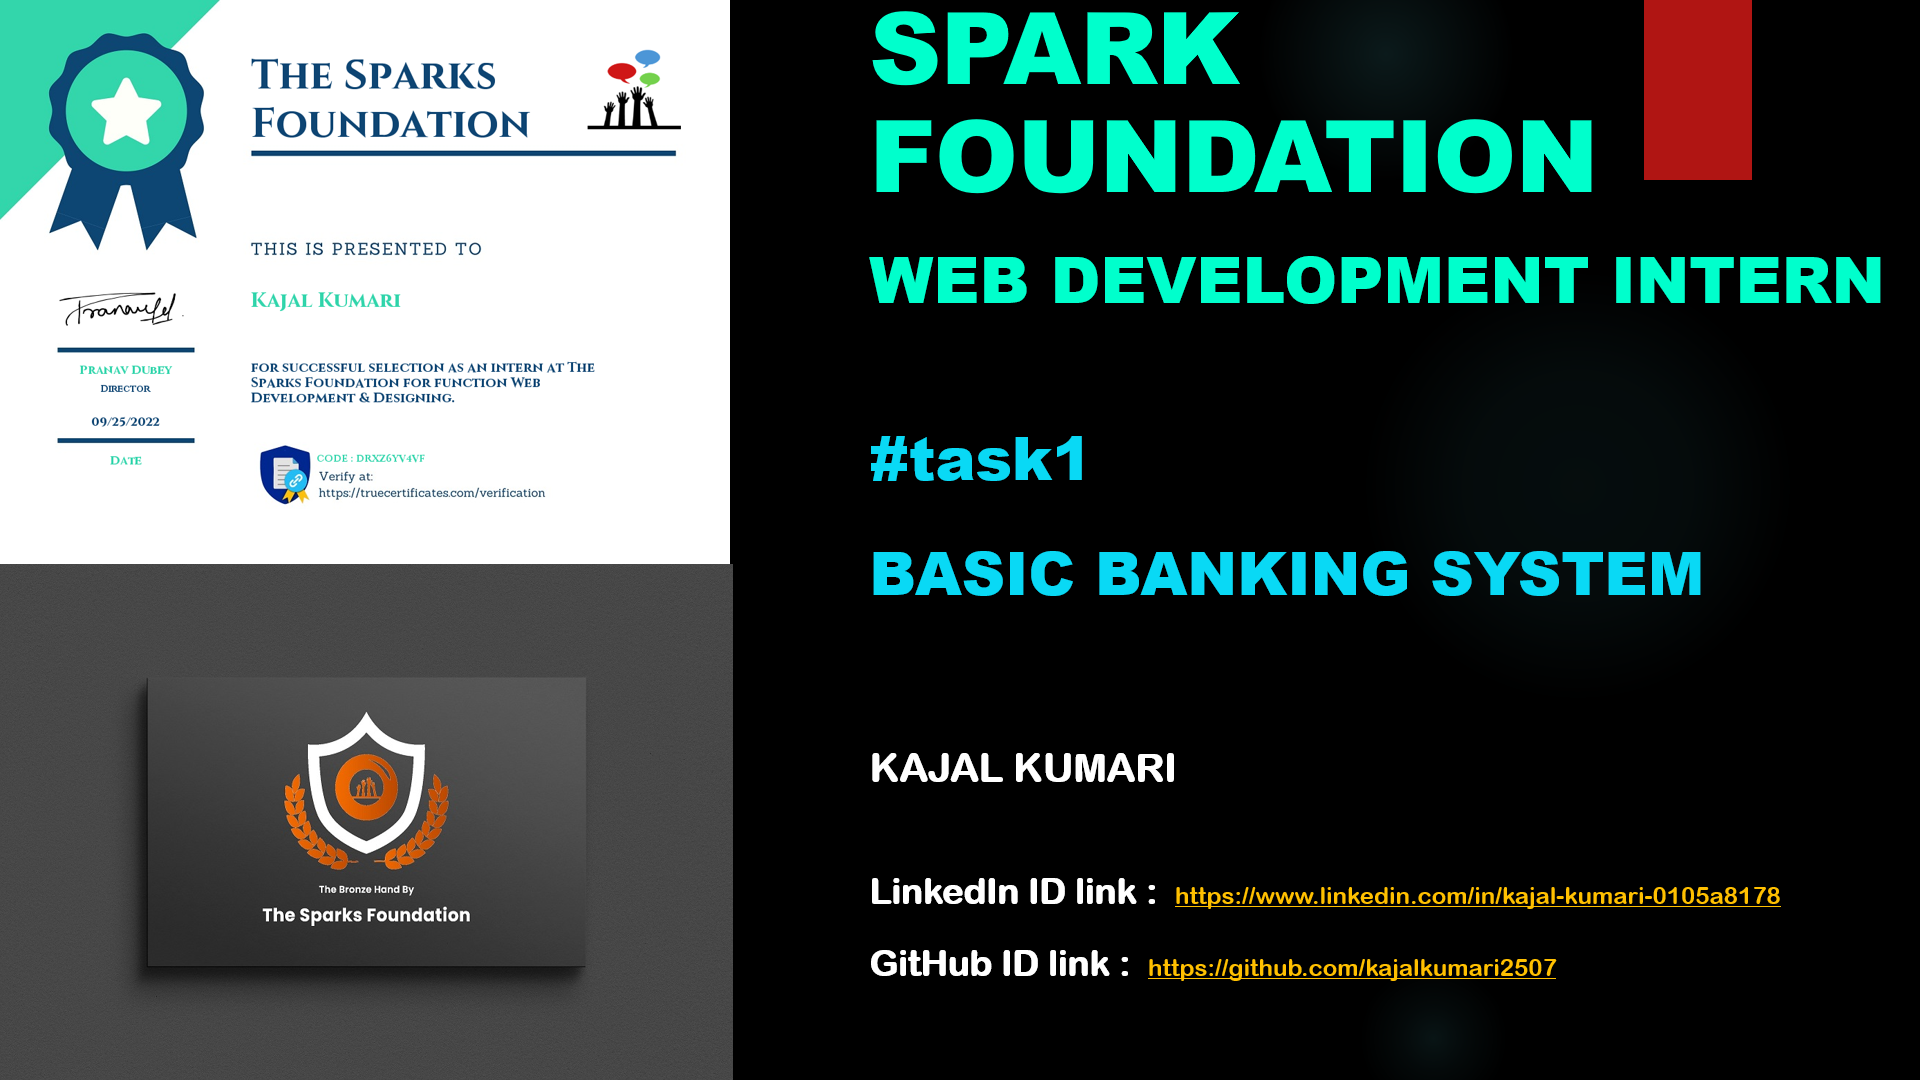 THE SPARKS
FOUNDATION
THIS IS PRESENTED TO
KAJAL KUMARI
FOR SUCCESSFUL SELECTION AS AN INTERN AT THE
SPARKS FOUNDATION FOR FUNCTION WEB
DEVELOPMENT & DESIGNING.
PRANAV DUBEY
DIRECTOR
09/25/2022
DATE
CODE : DRXZ6YV4VF
Verify at:
https://truecertificates.com/verification
The Bronze Hand By
The Sparks Foundation
SPARK
FOUNDATION
WEB DEVELOPMENT INTERN
#task1
BASIC BANKING SYSTEM
KAJAL KUMARI
LinkedIn ID link : https://www.linkedin.com/in/kajal-kumari-0105a8178
GitHub ID link : https://github.com/kajalkumari2507